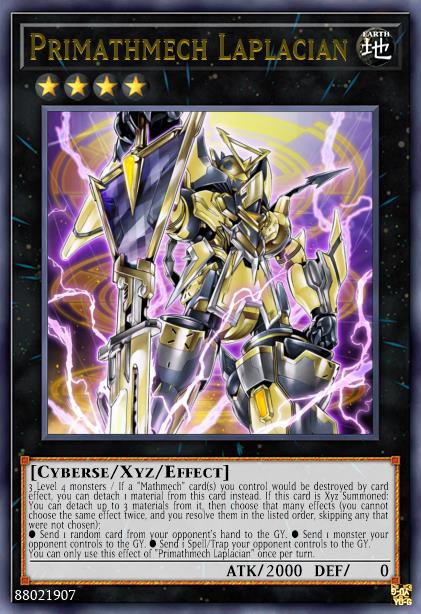 PRIMATHMECH LAPLACIAN
EARTH
地
[CYBERSE/XYZ/EFFECT]
3 Level 4 monsters / If a "Mathmech" card(s) you control would be destroyed by card
effect, you can detach 1 material from this card instead. If this card is Xyz Summoned:
You can detach up to 3 materials from it, then choose that many effects (you cannot
choose the same effect twice, and you resolve them in the listed order, skipping any that
were not chosen);
● Send 1 random card from your opponent's hand to the GY. ● Send 1 monster your
opponent controls to the GY. ● Send 1 Spell/Trap your opponent controls to the GY.
You can only use this effect of "Primathmech Laplacian" once per turn.
ATK/2000 DEF/ 0
88021907